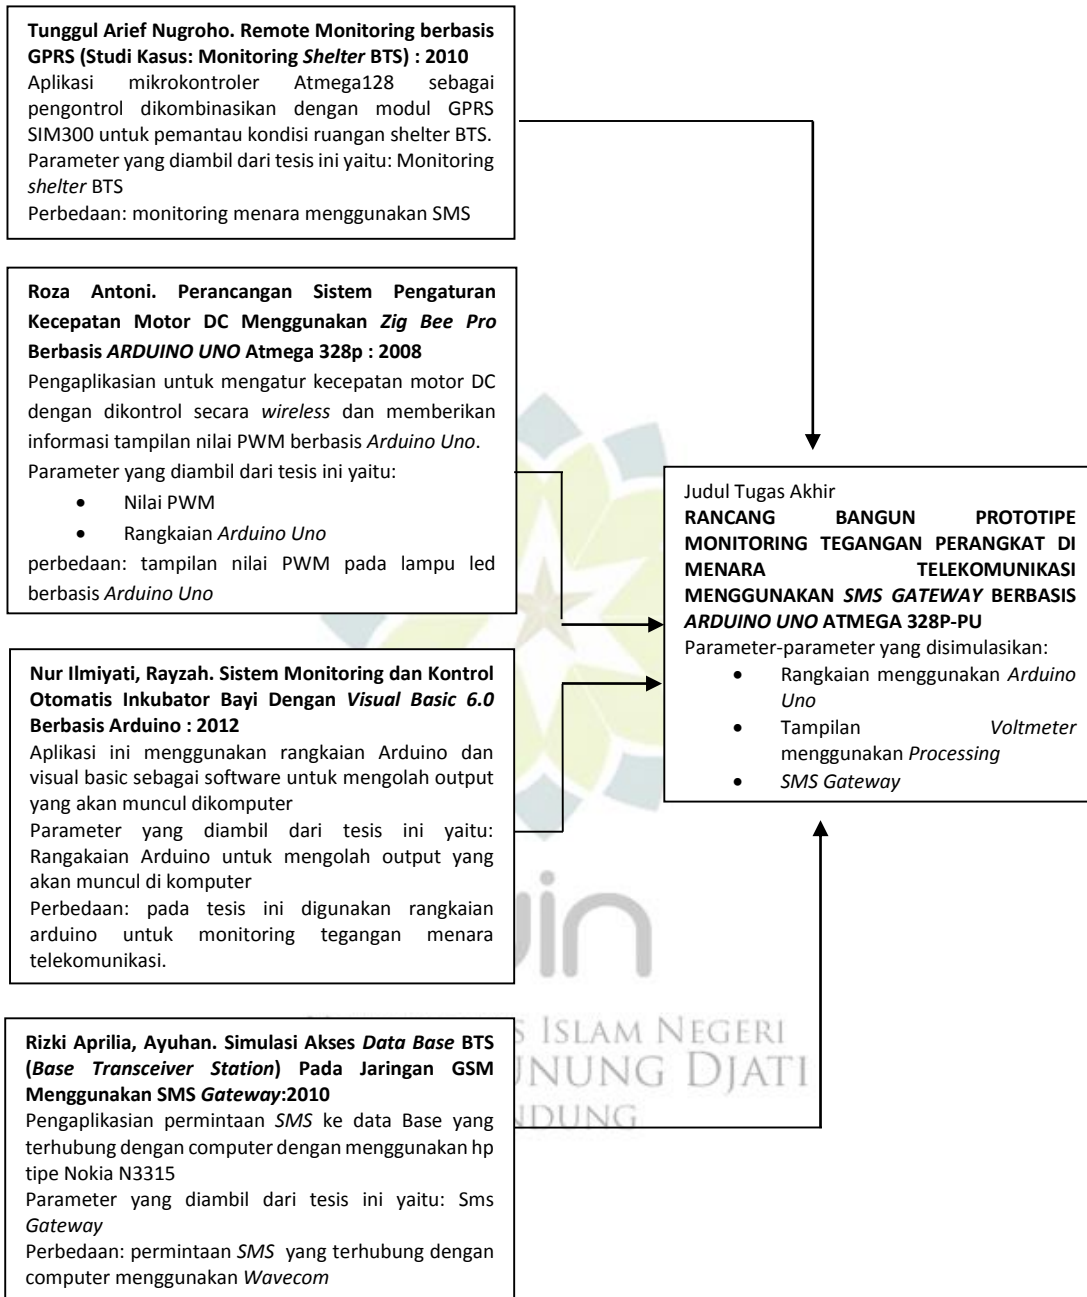 Tunggul Arief Nugroho. Remote Monitoring berbasis
GPRS (Studi Kasus: Monitoring Shelter BTS) : 2010
Aplikasi mikrokontroler Atmega128 sebagai
pengontrol dikombinasikan dengan modul GPRS
SIM300 untuk pemantau kondisi ruangan shelter BTS.
Parameter yang diambil dari tesis ini yaitu: Monitoring
shelter BTS
Perbedaan: monitoring menara menggunakan SMS
Roza Antoni. Perancangan Sistem Pengaturan
Kecepatan Motor DC Menggunakan Zig Bee Pro
Berbasis ARDUINO UNO Atmega 328p : 2008
Pengaplikasian untuk mengatur kecepatan motor DC
dengan dikontrol secara wireless dan memberikan
informasi tampilan nilai PWM berbasis Arduino Uno.
Parameter yang diambil dari tesis ini yaitu:
• Nilai PWM
• Rangkaian Arduino Uno
perbedaan: tampilan nilai PWM pada lampu led
berbasis Arduino Uno
Nur Ilmiyati, Rayzah. Sistem Monitoring dan Kontrol
Otomatis Inkubator Bayi Dengan Visual Basic 6.0
Berbasis Arduino : 2012
Aplikasi ini menggunakan rangkaian Arduino dan
visual basic sebagai software untuk mengolah output
yang akan muncul dikomputer
Parameter yang diambil dari tesis ini yaitu:
Rangakaian Arduino untuk mengolah output yang
akan muncul di komputer
Perbedaan: pada tesis ini digunakan rangkaian
arduino untuk monitoring tegangan menara
telekomunikasi.
Rizki Aprilia, Ayuhan. Simulasi Akses Data Base BTS
(Base Transceiver Station) Pada Jaringan GSM
Menggunakan SMS Gateway:2010
Pengaplikasian permintaan SMS ke data Base yang
terhubung dengan computer dengan menggunakan hp
tipe Nokia N3315
Parameter yang diambil dari tesis ini yaitu: Sms
Gateway
Perbedaan: permintaan SMS yang terhubung dengan
computer menggunakan Wavecom
Judul Tugas Akhir
RANCANG BANGUN PROTOTIPE
MONITORING TEGANGAN PERANGKAT DI
MENARA TELEKOMUNIKASI
MENGGUNAKAN SMS GATEWAY BERBASIS
ARDUINO UNO ATMEGA 328P-PU
Parameter-parameter yang disimulasikan:
• Rangkaian menggunakan Arduino
Uno
• Tampilan Voltmeter
menggunakan Processing
• SMS Gateway
in
S ISLAM NEGERI
UNUNG DJATI
NDUNG